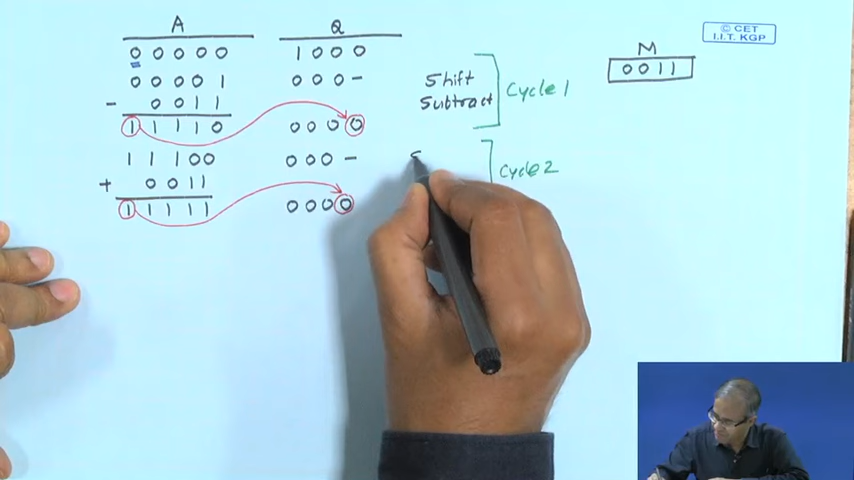 A Q
© CET
I.I.T. KGP
M
0 0 0 0 0 1 0 0 0
0 0 1 1
0 0 0 0 1 0 0 0 - Shift
- 0 0 1 1 Subtract Cycle 1
1 1 1 1 0 0 0 0 0
1 1 1 0 0 0 0 0 - S Cycle 2
+ 0 0 1 1
1 1 1 1 1 0 0 0 0